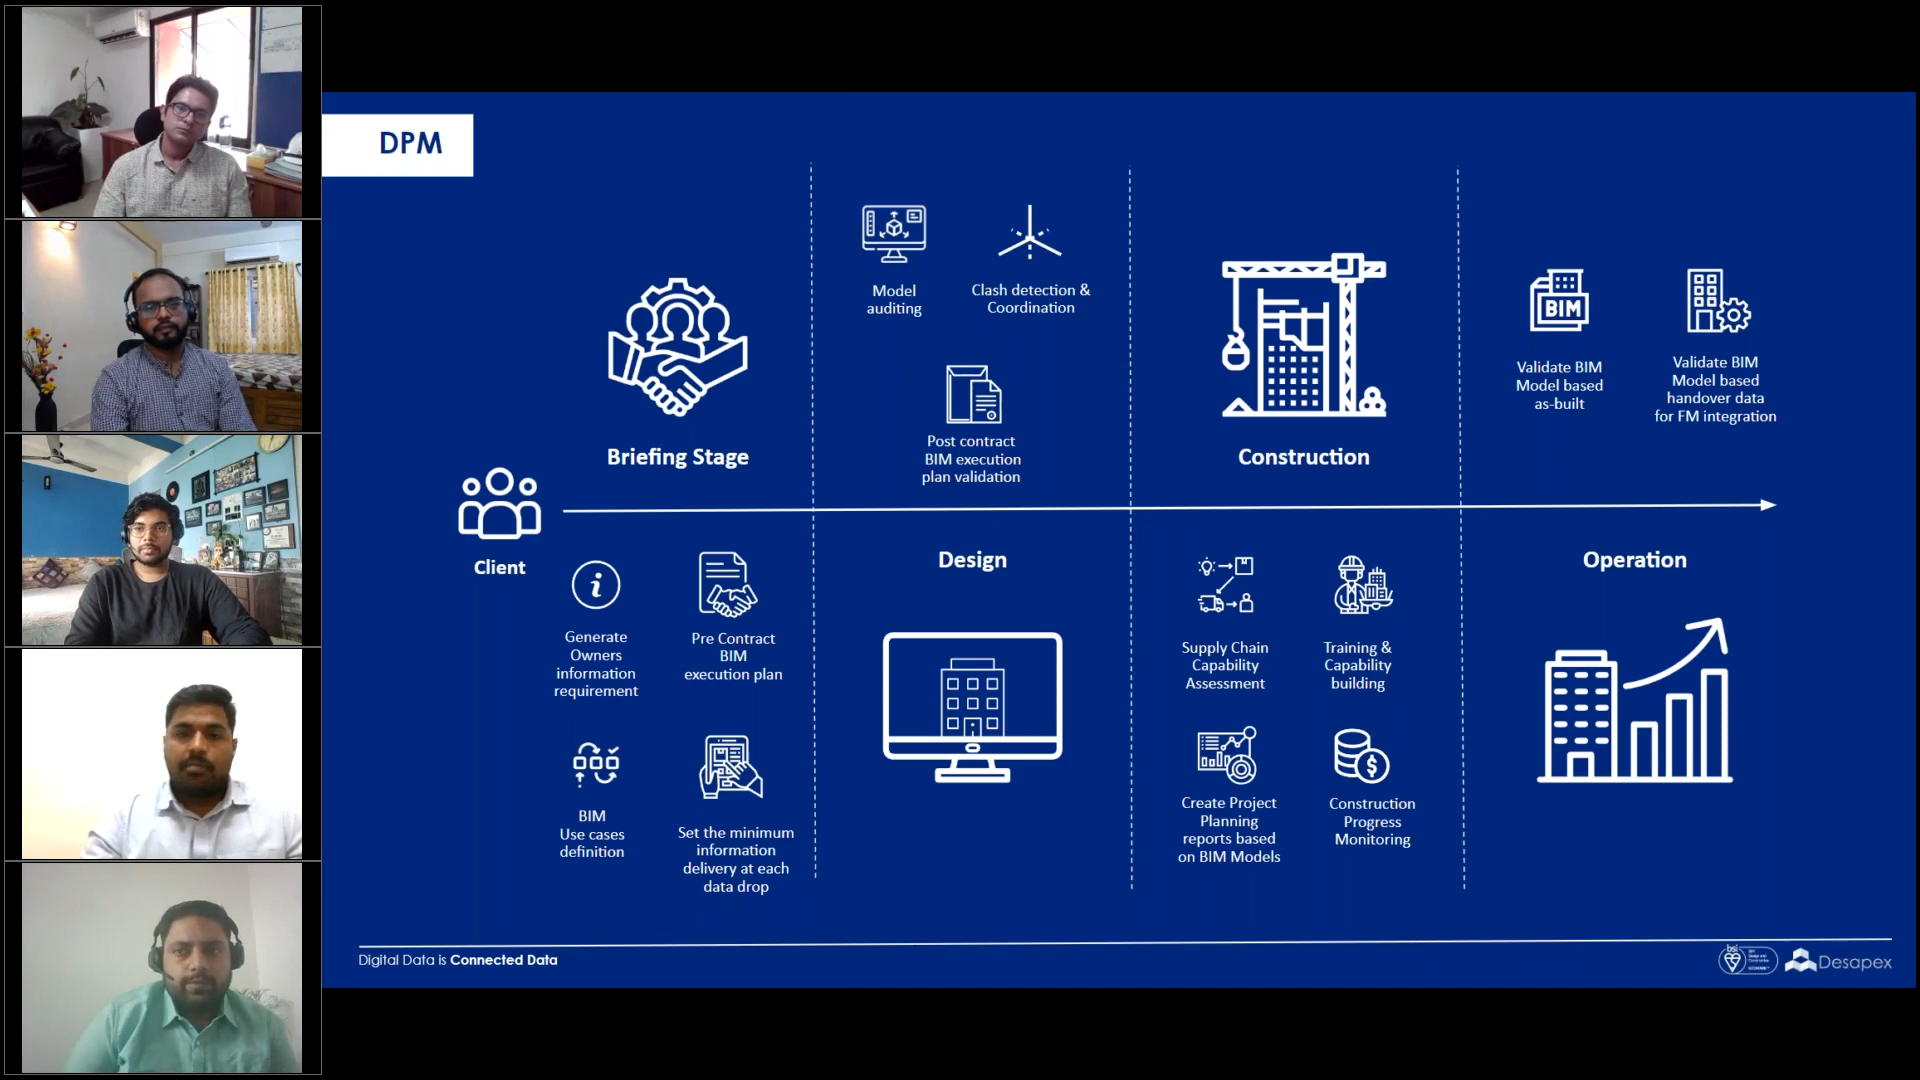 DPM
Model
auditing
Clash detection &
Coordination
BIM
Validate BIM
Model based
as-built
Validate BIM
Model based
handover data
for FM integration
Post contract
BIM execution
plan validation
Briefing Stage
Construction
Client
Design
Operation
Generate
Owners
information
requirement
Pre Contract
BIM
execution plan
Supply Chain
Capability
Assessment
Training &
Capability
building
BIM
Use cases
definition
Set the minimum
information
delivery at each
data drop
Create Project
Planning
reports based
on BIM Models
Construction
Progress
Monitoring
Digital Data is Connected Data
bsi
Desapex